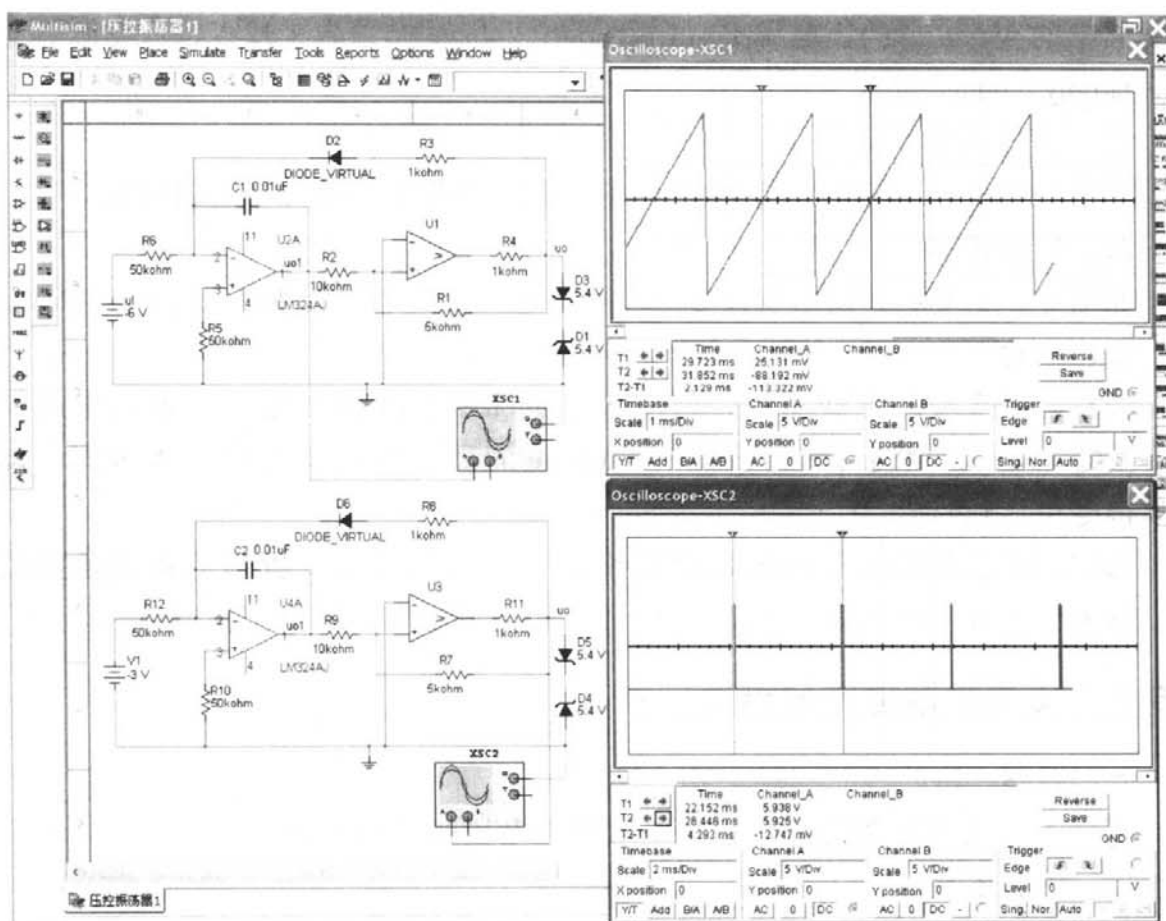 Multisim - [压控振荡器1]
File Edit View Place Simulate Transfer Tools Reports Options Window Help
D2
DIODE_VIRTUAL
R3
1kohm
C1 0.01uF
R6
50kohm
2
3
11
4
U2A
uo1
1
LM324AJ
R2
10kohm
U1
R4
1kohm
uo
R1
5kohm
D3
5.4 V
D1
5.4 V
uI
-6 V
R5
50kohm
XSC1
D6
DIODE_VIRTUAL
R8
1kohm
C2 0.01uF
R12
50kohm
2
3
11
4
U4A
uo1
1
LM324AJ
R9
10kohm
U3
R11
1kohm
uo
R7
5kohm
D5
5.4 V
D4
5.4 V
V1
-3 V
R10
50kohm
XSC2
压控振荡器1
Oscilloscope-XSC1
Time Channel_A Channel_B
T1 29.723 ms 25.131 mV
T2 31.852 ms -88.192 mV
T2-T1 2.129 ms -113.322 mV
Reverse
Save
GND
Timebase Channel A Channel B Trigger
Scale 1 ms/Div Scale 5 V/Div Scale 5 V/Div Edge
X position 0 Y position 0 Y position 0 Level 0 V
Y/T Add B/A A/B AC 0 DC AC 0 DC - Sing. Nor. Auto
Oscilloscope-XSC2
Time Channel_A Channel_B
T1 22.152 ms 5.938 V
T2 26.446 ms 5.925 V
T2-T1 4.293 ms -12.747 mV
Reverse
Save
GND
Timebase Channel A Channel B Trigger
Scale 2 ms/Div Scale 5 V/Div Scale 5 V/Div Edge
X position 0 Y position 0 Y position 0 Level 0 V
Y/T Add B/A A/B AC 0 DC AC 0 DC - Sing. Nor. Auto